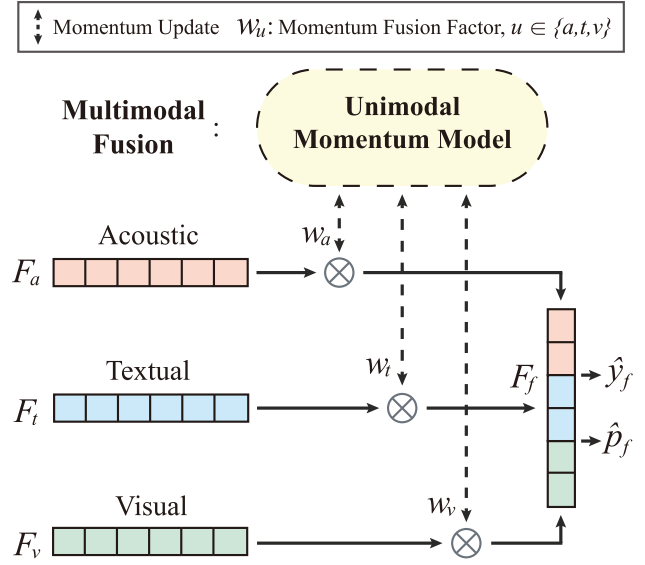 Momentum Update   w_u: Momentum Fusion Factor, u ∈ {a,t,v}
Multimodal
Fusion :
Unimodal
Momentum Model
w_a
Acoustic
F_a
w_t
Textual
F_t
F_f
ŷ_f
p̂_f
w_v
Visual
F_v